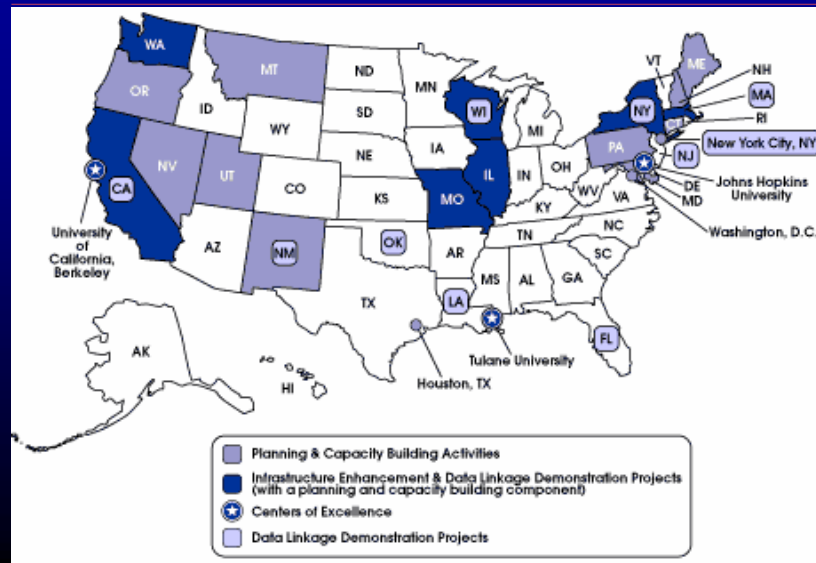 WA
MT
ND
MN
VT
ME
NH
OR
ID
SD
WI
NY
MA
RI
WY
MI
New York City, NY
NV
UT
NE
IA
PA
NJ
CA
CO
IL
IN
OH
DE
Johns Hopkins
University
KS
MO
WV
VA
MD
KY
Washington, D.C.
University
of
California,
Berkeley
AZ
NM
OK
AR
TN
NC
SC
TX
LA
MS
AL
GA
FL
Tulane University
AK
HI
Houston, TX
Planning & Capacity Building Activities
Infrastructure Enhancement & Data Linkage Demonstration Projects
(with a planning and capacity building component)
Centers of Excellence
Data Linkage Demonstration Projects